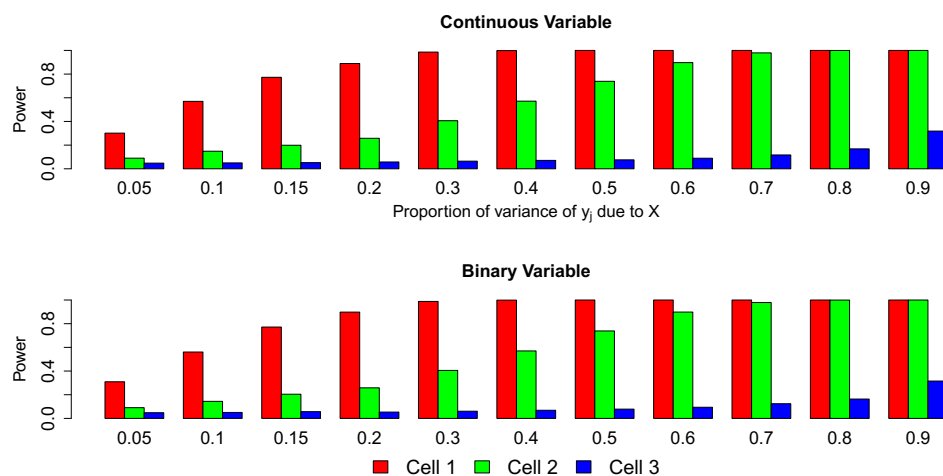 Continuous Variable
Power
0.0 0.4 0.8
0.05 0.1 0.15 0.2 0.3 0.4 0.5 0.6 0.7 0.8 0.9
Proportion of variance of yj due to X
Binary Variable
Power
0.0 0.4 0.8
0.05 0.1 0.15 0.2 0.3 0.4 0.5 0.6 0.7 0.8 0.9
Cell 1 Cell 2 Cell 3